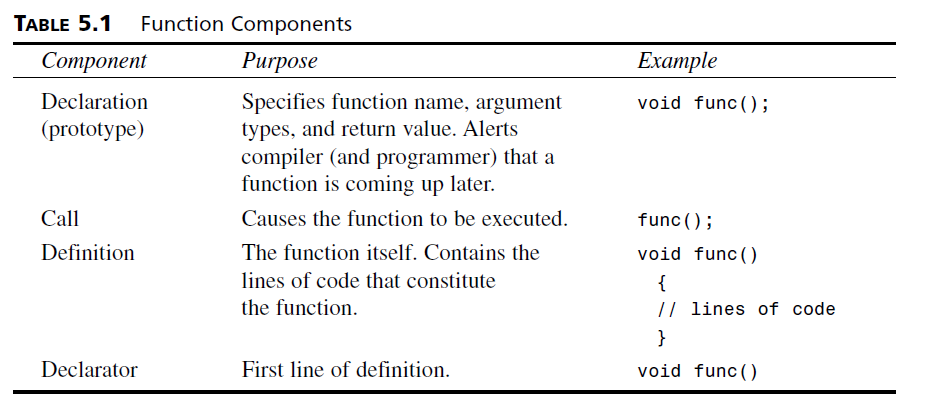 TABLE 5.1 Function Components
Component Purpose Example
Declaration Specifies function name, argument void func();
(prototype) types, and return value. Alerts
compiler (and programmer) that a
function is coming up later.
Call Causes the function to be executed. func();
Definition The function itself. Contains the void func()
lines of code that constitute {
the function. // lines of code
}
Declarator First line of definition. void func()